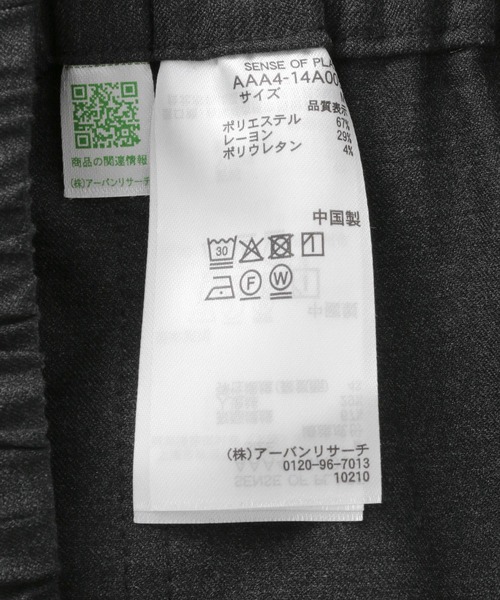 SENSE OF PLA
AAA4-14A00
サイズ
品質表示
ポリエステル 67%
レーヨン 29%
ポリウレタン 4%
中国製
30
F W
(株)アーバンリサーチ
0120-96-7013
10210
商品の関連情報
(株)アーバンリサーチ